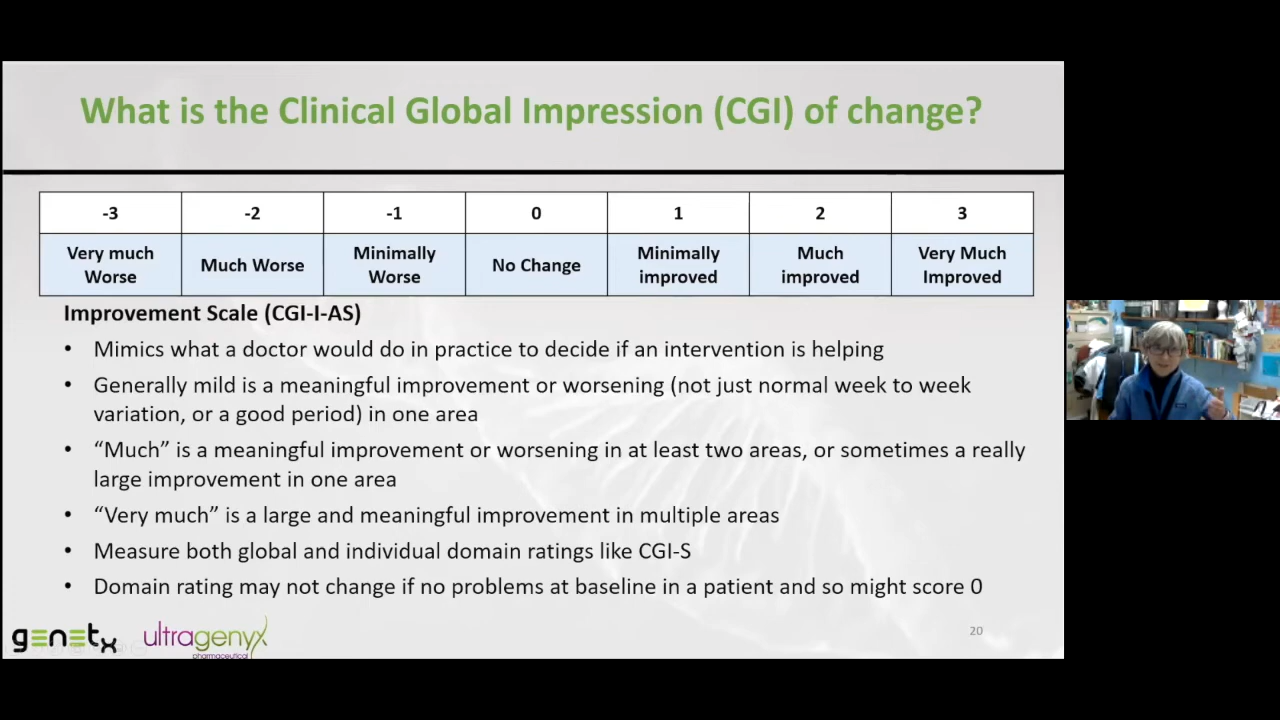 What is the Clinical Global Impression (CGI) of change?
-3 -2 -1 0 1 2 3
Very much Worse
Much Worse
Minimally Worse
No Change
Minimally improved
Much improved
Very Much Improved
Improvement Scale (CGI-I-AS)
• Mimics what a doctor would do in practice to decide if an intervention is helping
• Generally mild is a meaningful improvement or worsening (not just normal week to week
variation, or a good period) in one area
• “Much” is a meaningful improvement or worsening in at least two areas, or sometimes a really
large improvement in one area
• “Very much” is a large and meaningful improvement in multiple areas
• Measure both global and individual domain ratings like CGI-S
• Domain rating may not change if no problems at baseline in a patient and so might score 0
genetx
ultragenyx
pharmaceutical
20